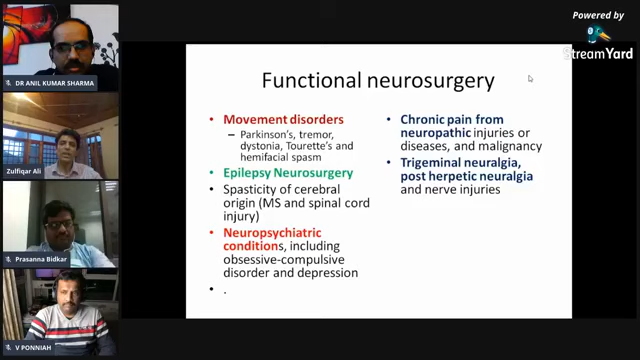 Powered by
StreamYard
DR ANIL KUMAR SHARMA
Zulfiqar Ali
Prasanna Bidkar
V PONNIAH
Functional neurosurgery
• Movement disorders
– Parkinson's, tremor,
dystonia, Tourette's and
hemifacial spasm
• Epilepsy Neurosurgery
• Spasticity of cerebral
origin (MS and spinal cord
injury)
• Neuropsychiatric
conditions, including
obsessive-compulsive
disorder and depression
• .
• Chronic pain from
neuropathic injuries or
diseases, and malignancy
• Trigeminal neuralgia,
post herpetic neuralgia
and nerve injuries